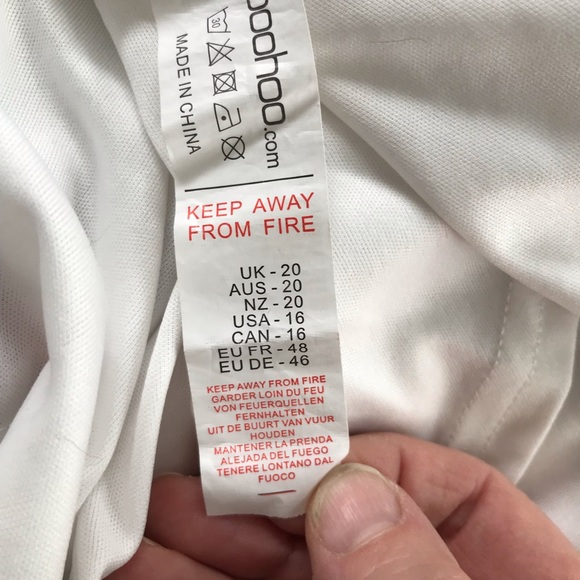 boohoo.com
30
MADE IN CHINA
KEEP AWAY
FROM FIRE
UK - 20
AUS - 20
NZ - 20
USA - 16
CAN - 16
EU FR - 48
EU DE - 46
KEEP AWAY FROM FIRE
GARDER LOIN DU FEU
VON FEUERQUELLEN
FERNHALTEN
UIT DE BUURT VAN VUUR
HOUDEN
MANTENER LA PRENDA
ALEJADA DEL FUEGO
TENERE LONTANO DAL
FUOCO